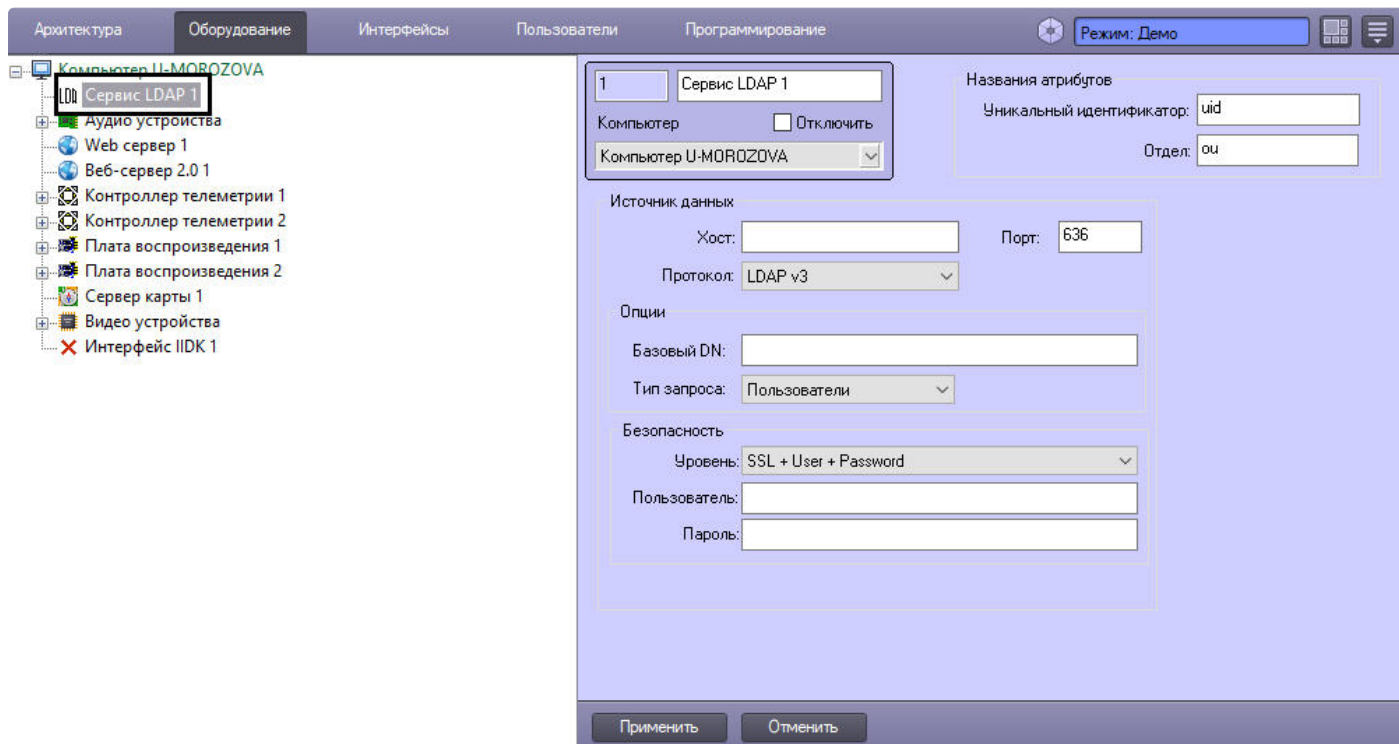 Архитектура Оборудование Интерфейсы Пользователи Программирование Режим: Демо
Компьютер U-MOROZOVA
LDA Сервис LDAP 1
Аудио устройства
Web сервер 1
Веб-сервер 2.0 1
Контроллер телеметрии 1
Контроллер телеметрии 2
Плата воспроизведения 1
Плата воспроизведения 2
Сервер карты 1
Видео устройства
Интерфейс IIDK 1
1 Сервис LDAP 1
Компьютер Отключить
Компьютер U-MOROZOVA
Названия атрибутов
Уникальный идентификатор: uid
Отдел: ou
Источник данных
Хост: Порт: 636
Протокол: LDAP v3
Опции
Базовый DN:
Тип запроса: Пользователи
Безопасность
Уровень: SSL + User + Password
Пользователь:
Пароль:
Применить Отменить